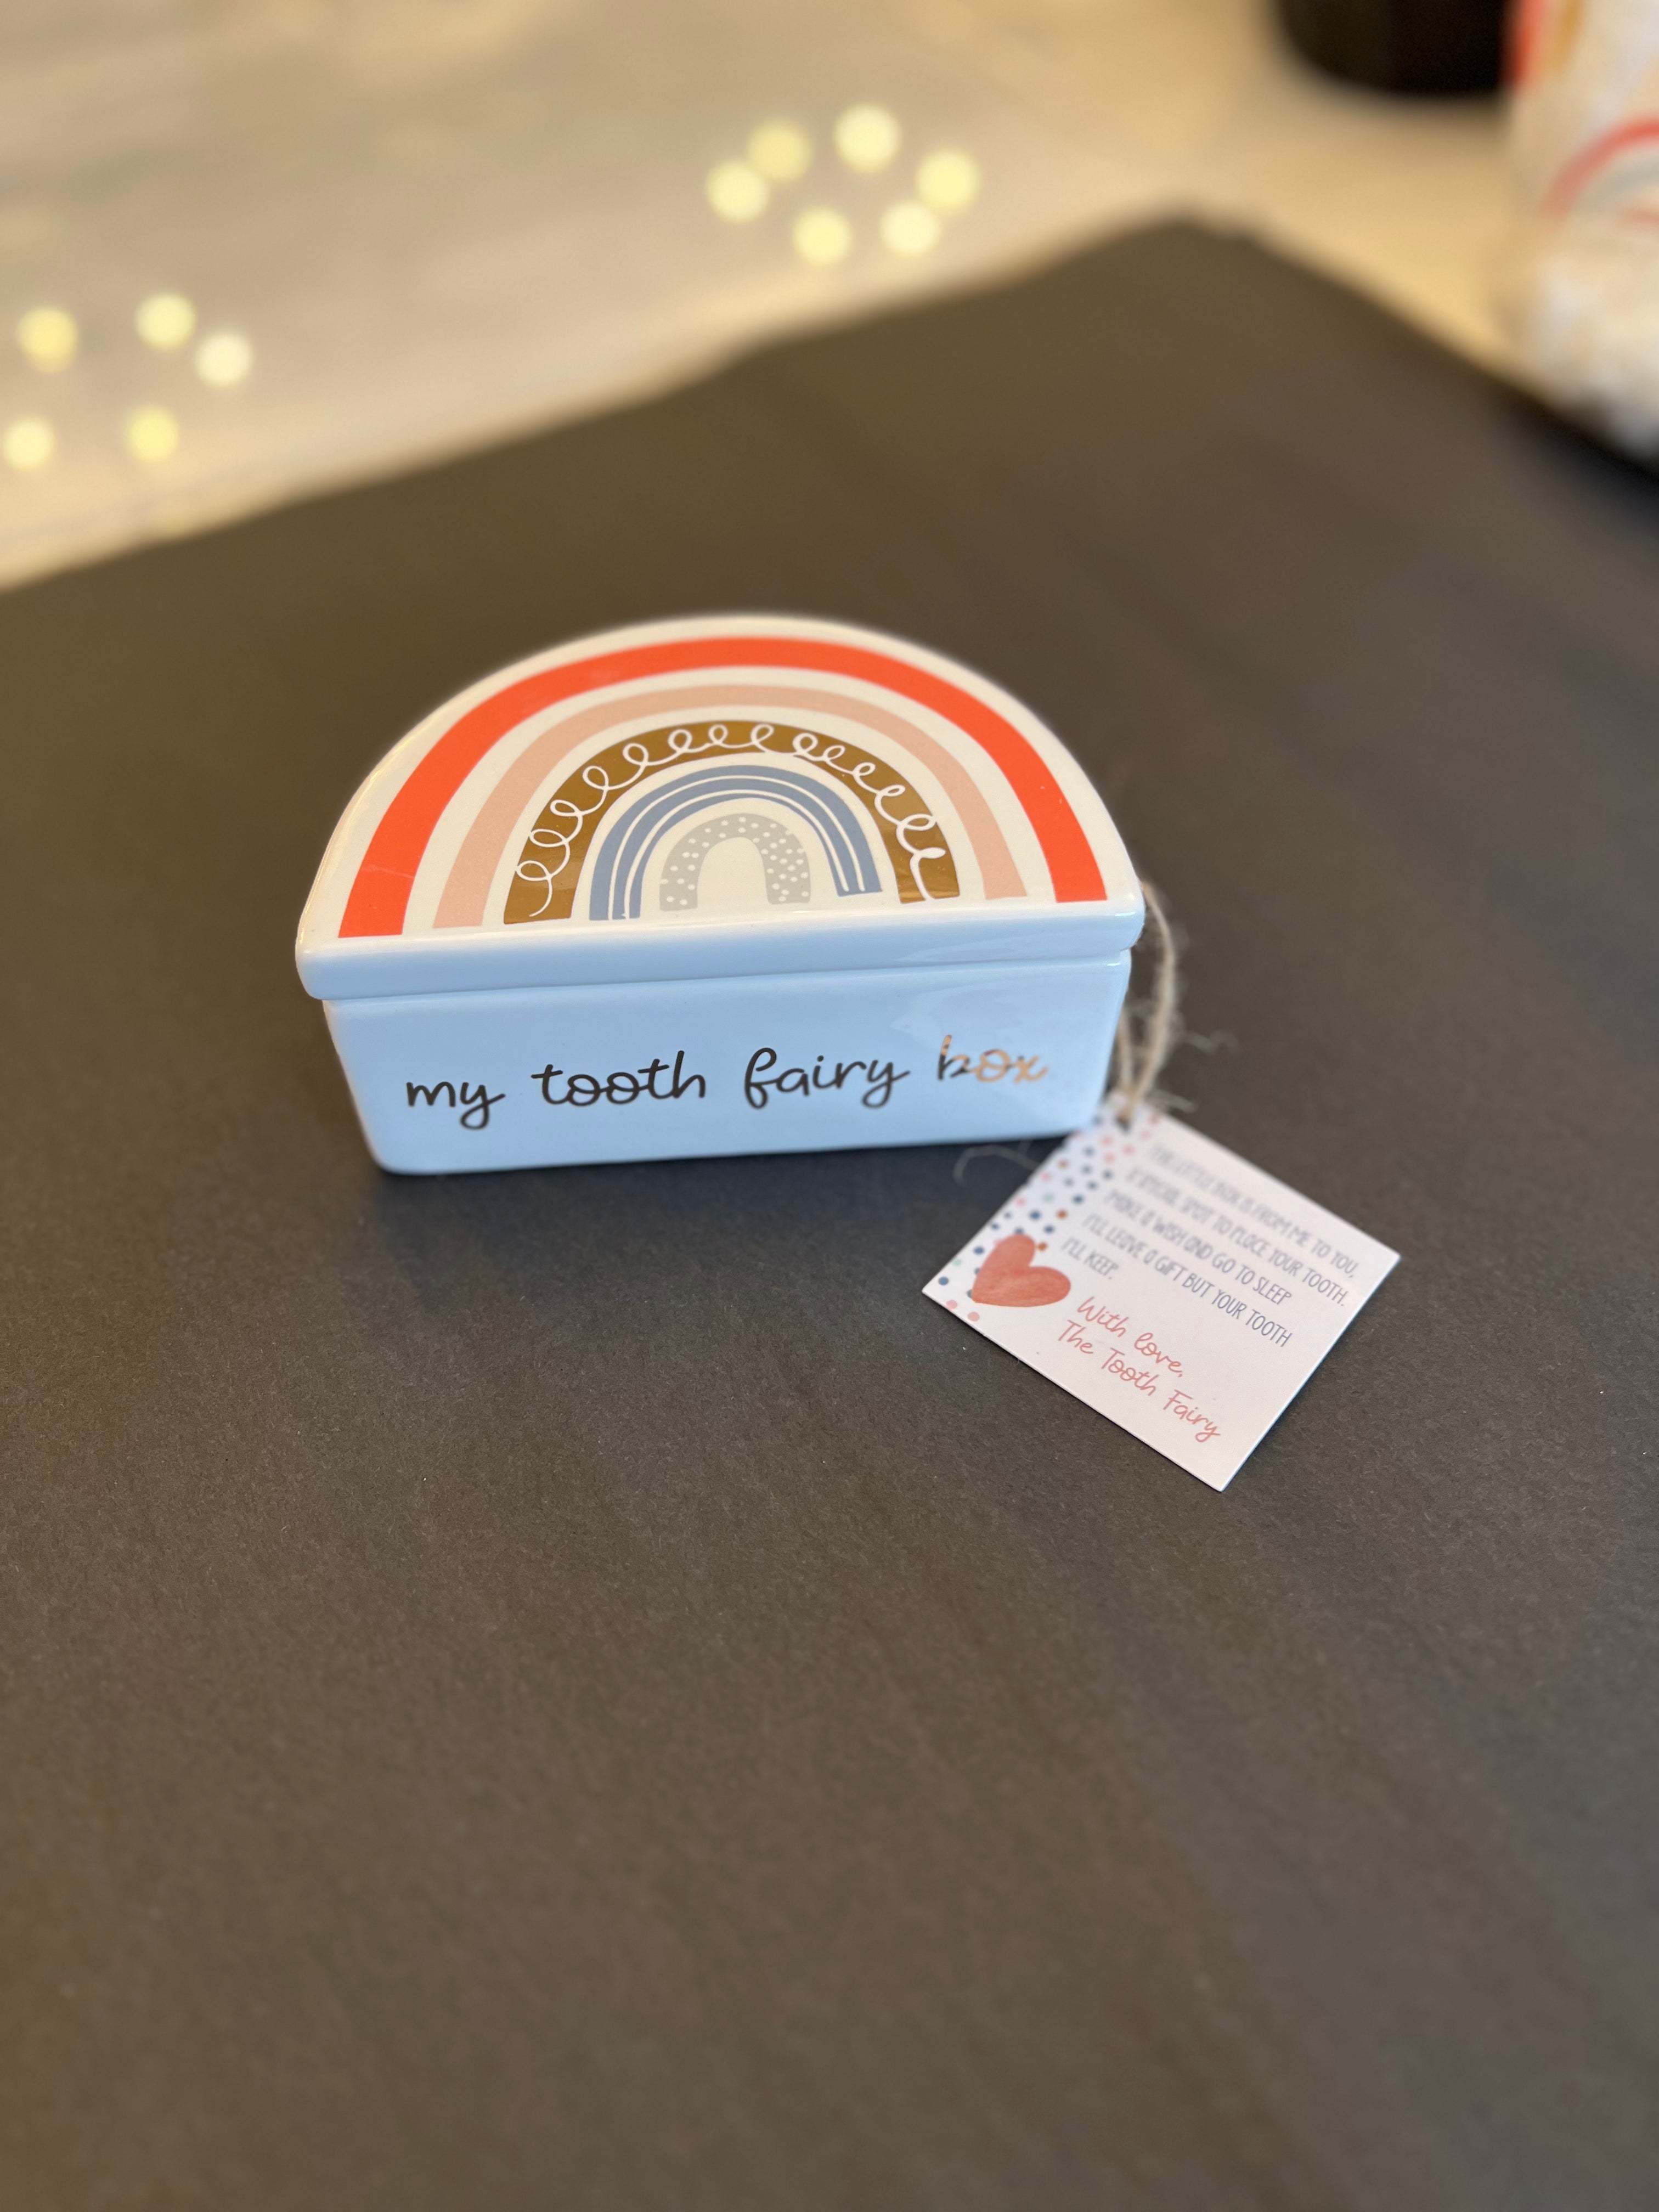 my tooth fairy box
THIS LITTLE BOX IS FROM ME TO YOU,
A SPECIAL SPOT TO PLACE YOUR TOOTH.
MAKE A WISH AND GO TO SLEEP
I'LL LEAVE A GIFT BUT YOUR TOOTH
I'LL KEEP.
With love,
The Tooth Fairy